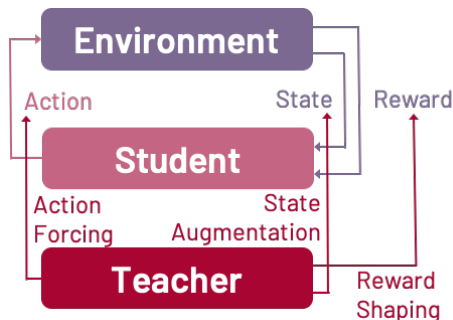 Environment
Action
State
Reward
Student
Action
Forcing
State
Augmentation
Teacher
Reward
Shaping